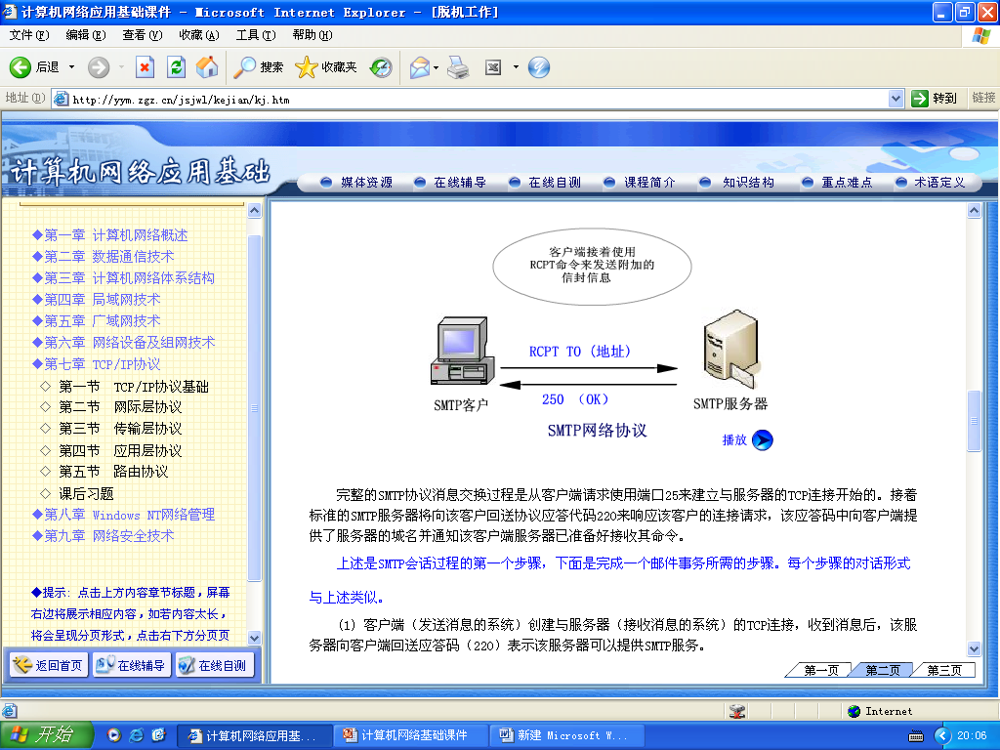 计算机网络应用基础课件 - Microsoft Internet Explorer - [脱机工作]
文件(F) 编辑(E) 查看(V) 收藏(A) 工具(T) 帮助(H)
后退 搜索 收藏夹
地址(D) http://yym.zgz.cn/jsjwl/kejian/kj.htm 转到 链接
计算机网络应用基础
媒体资源 在线辅导 在线自测 课程简介 知识结构 重点难点 术语定义
◆第一章 计算机网络概述
◆第二章 数据通信技术
◆第三章 计算机网络体系结构
◆第四章 局域网技术
◆第五章 广域网技术
◆第六章 网络设备及组网技术
◆第七章 TCP/IP协议
◇ 第一节 TCP/IP协议基础
◇ 第二节 网际层协议
◇ 第三节 传输层协议
◇ 第四节 应用层协议
◇ 第五节 路由协议
◇ 课后习题
◆第八章 Windows NT网络管理
◆第九章 网络安全技术
◆提示: 点击上方内容章节标题，屏幕
右边将展示相应内容，如若内容太长，
将会呈现分页形式，点击右下方分页页
返回首页 在线辅导 在线自测
客户端接着使用
RCPT命令来发送附加的
信封信息
RCPT TO (地址)
250 （OK）
SMTP客户
SMTP服务器
SMTP网络协议
播放
完整的SMTP协议消息交换过程是从客户端请求使用端口25来建立与服务器的TCP连接开始的。接着
标准的SMTP服务器将向该客户回送协议应答代码220来响应该客户的连接请求，该应答码中向客户端提
供了服务器的域名并通知该客户端服务器已准备好接收其命令。
上述是SMTP会话过程的第一个步骤，下面是完成一个邮件事务所需的步骤。每个步骤的对话形式
与上述类似。
(1) 客户端（发送消息的系统）创建与服务器（接收消息的系统）的TCP连接，收到消息后，该服
务器向客户端回送应答码（220）表示该服务器可以提供SMTP服务。
第一页 第二页 第三页
Internet
开始 计算机网络应用基... 计算机网络基础课件 新建 Microsoft W... 20:06